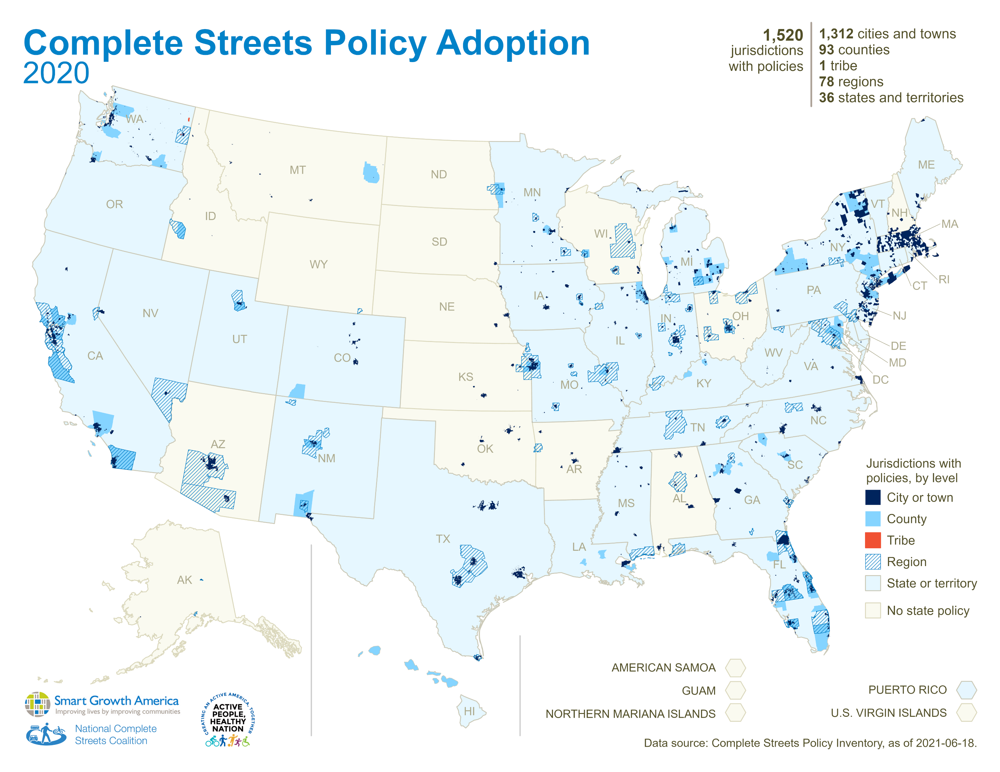 Complete Streets Policy Adoption
2020
1,520
jurisdictions
with policies
1,312 cities and towns
93 counties
1 tribe
78 regions
36 states and territories
WA
MT
ND
MN
ME
OR
ID
SD
WI
MI
VT
NH
MA
NY
WY
NE
IA
PA
RI
CT
NJ
NV
UT
CO
IL
IN
OH
WV
DE
MD
DC
VA
CA
KS
MO
KY
AZ
NM
OK
AR
TN
NC
SC
TX
LA
MS
AL
GA
FL
AK
HI
Jurisdictions with
policies, by level
City or town
County
Tribe
Region
State or territory
No state policy
AMERICAN SAMOA
GUAM
NORTHERN MARIANA ISLANDS
PUERTO RICO
U.S. VIRGIN ISLANDS
Smart Growth America
Improving lives by improving communities
National Complete
Streets Coalition
CREATING AN ACTIVE AMERICA, TOGETHER
ACTIVE
PEOPLE,
HEALTHY
NATION
Data source: Complete Streets Policy Inventory, as of 2021-06-18.